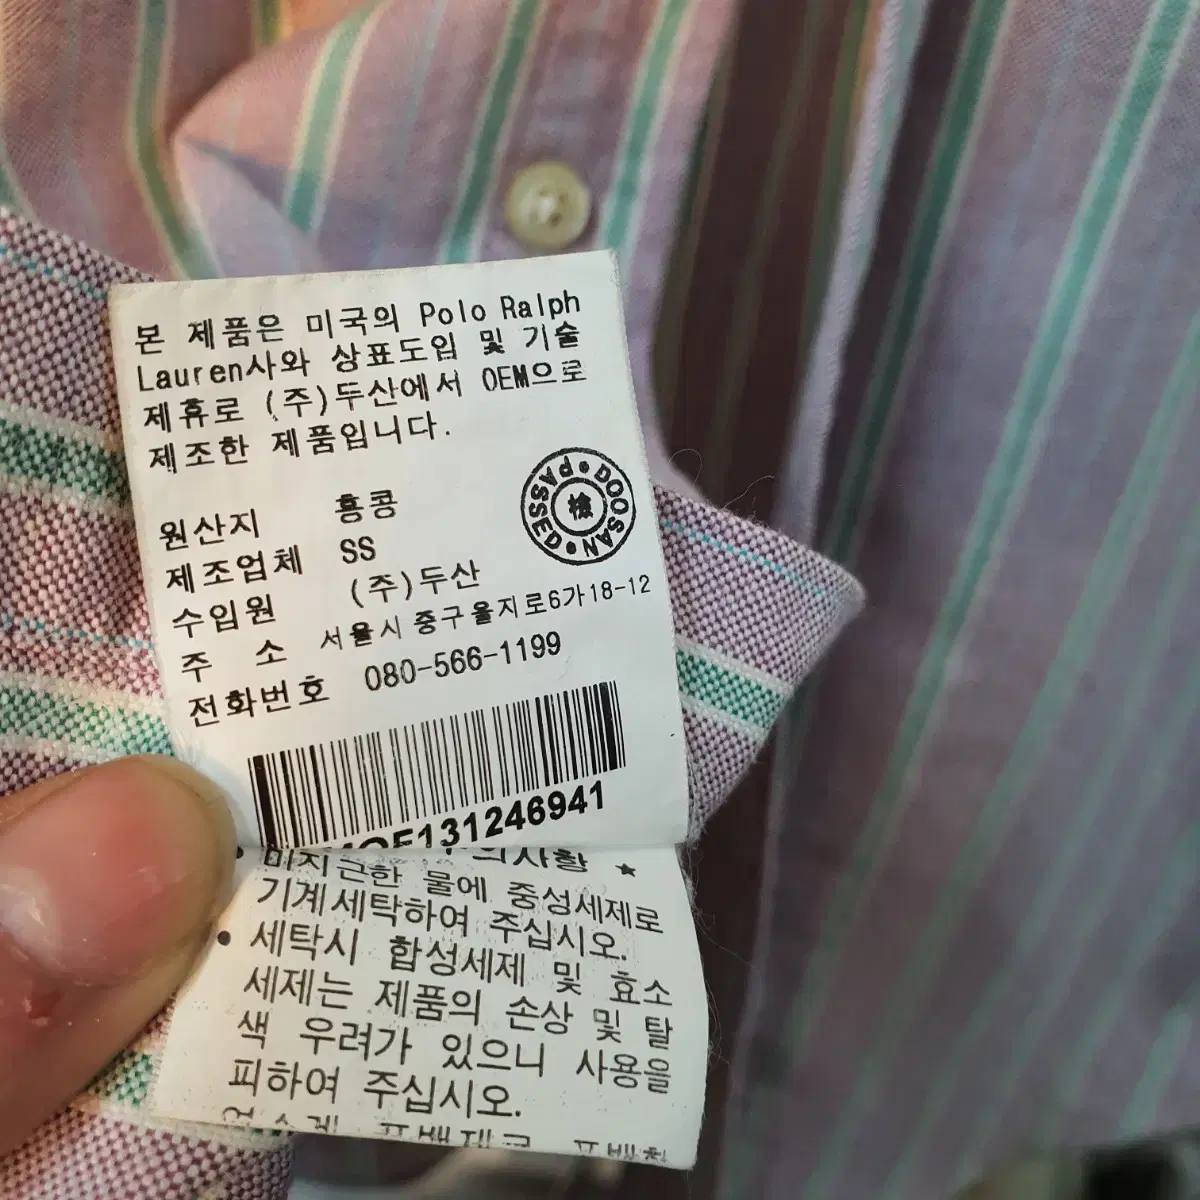 본 제품은 미국의 Polo Ralph
Lauren사와 상표도입 및 기술
제휴로 (주)두산에서 OEM으로
제조한 제품입니다.
DOOSAN PASSED
檢
원산지 홍콩
제조업체 SS
수입원 (주)두산
주 소 서울시 중구 을지로6가18-12
전화번호 080-566-1199
131246941
미지근한 물에 중성세제로
기계세탁하여 주십시오.
• 세탁시 합성세제 및 효소
세제는 제품의 손상 및 탈
색 우려가 있으니 사용을
피하여 주십시오.